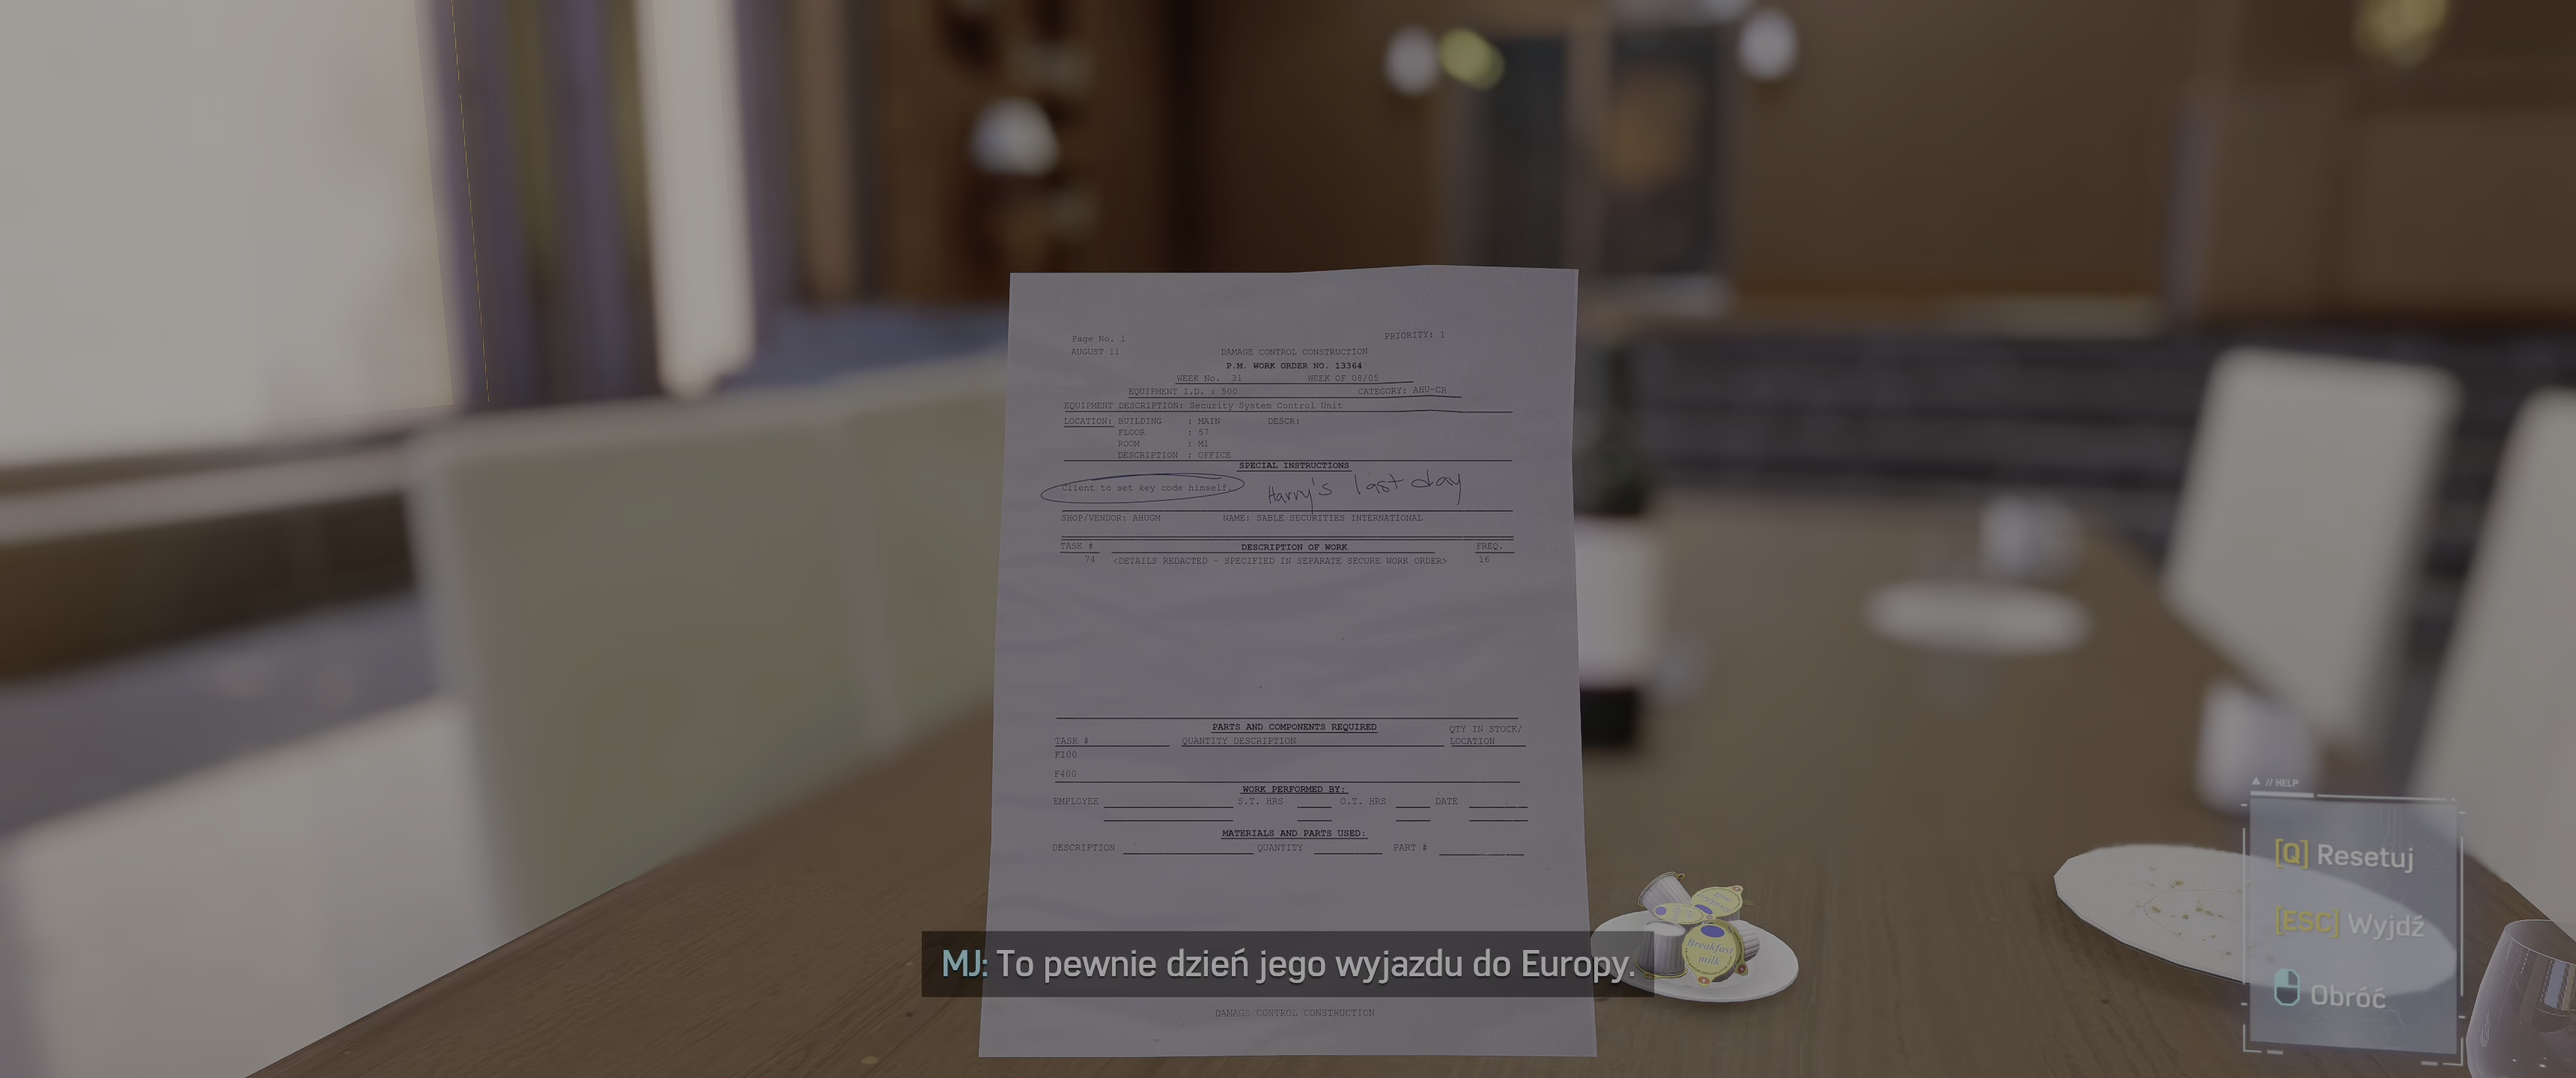 Page No. 1 PRIORITY: 1
AUGUST 11 DAMAGE CONTROL CONSTRUCTION
P.M. WORK ORDER NO. 13364
WEEK No. 31 WEEK OF 08/05
EQUIPMENT I.D. : 500 CATEGORY: AHU-CR
EQUIPMENT DESCRIPTION: Security System Control Unit
LOCATION: BUILDING : MAIN DESCR:
FLOOR : 57
ROOM : M1
DESCRIPTION : OFFICE
SPECIAL INSTRUCTIONS
Client to set key code himself. Harry's last day
SHOP/VENDOR: AHUGM NAME: SABLE SECURITIES INTERNATIONAL
TASK # DESCRIPTION OF WORK FREQ.
74 <DETAILS REDACTED - SPECIFIED IN SEPARATE SECURE WORK ORDER> 16
PARTS AND COMPONENTS REQUIRED QTY IN STOCK/
TASK # QUANTITY DESCRIPTION LOCATION
F100
F400
WORK PERFORMED BY:
EMPLOYEE S.T. HRS O.T. HRS DATE
MATERIALS AND PARTS USED:
DESCRIPTION QUANTITY PART #
Breakfast
milk
MJ: To pewnie dzień jego wyjazdu do Europy.
DAMAGE CONTROL CONSTRUCTION
// HELP
[Q] Resetuj
[ESC] Wyjdź
Obróć